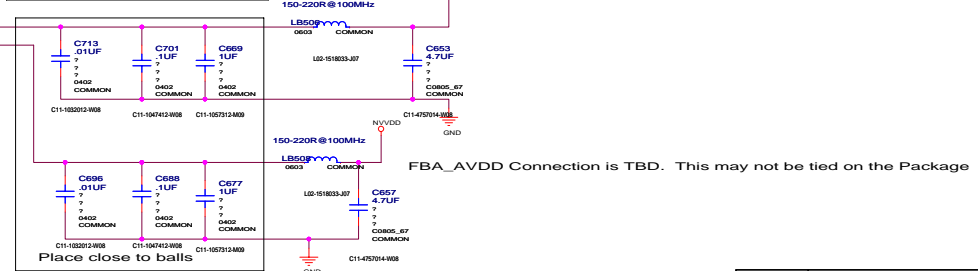 150-220R@100MHz
LB508
0603 COMMON
L02-1518033-J07
C713
.01UF
?
?
?
0402
COMMON
C11-1032012-W08
C701
.1UF
?
?
?
0402
COMMON
C11-1047412-W08
C669
1UF
?
?
?
0402
COMMON
C11-1057312-M09
C653
4.7UF
?
?
?
C0805_67
COMMON
C11-4757014-W08
GND
NVVDD
150-220R@100MHz
LB508
0603 COMMON
L02-1518033-J07
FBA_AVDD Connection is TBD. This may not be tied on the Package
C696
.01UF
?
?
?
0402
COMMON
C11-1032012-W08
C688
.1UF
?
?
?
0402
COMMON
C11-1047412-W08
C677
1UF
?
?
?
0402
COMMON
C11-1057312-M09
C657
4.7UF
?
?
?
C0805_67
COMMON
C11-4757014-W08
Place close to balls
GND